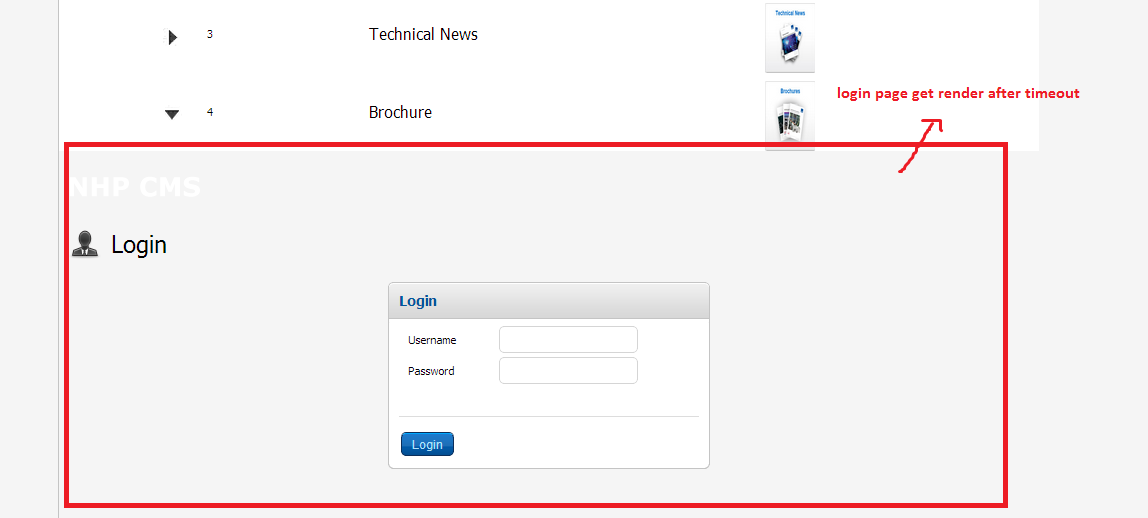 Technical News
3 Technical News
Brochures
4 Brochure
login page get render after timeout
NHP CMS
Login
Login
Username
Password
Login